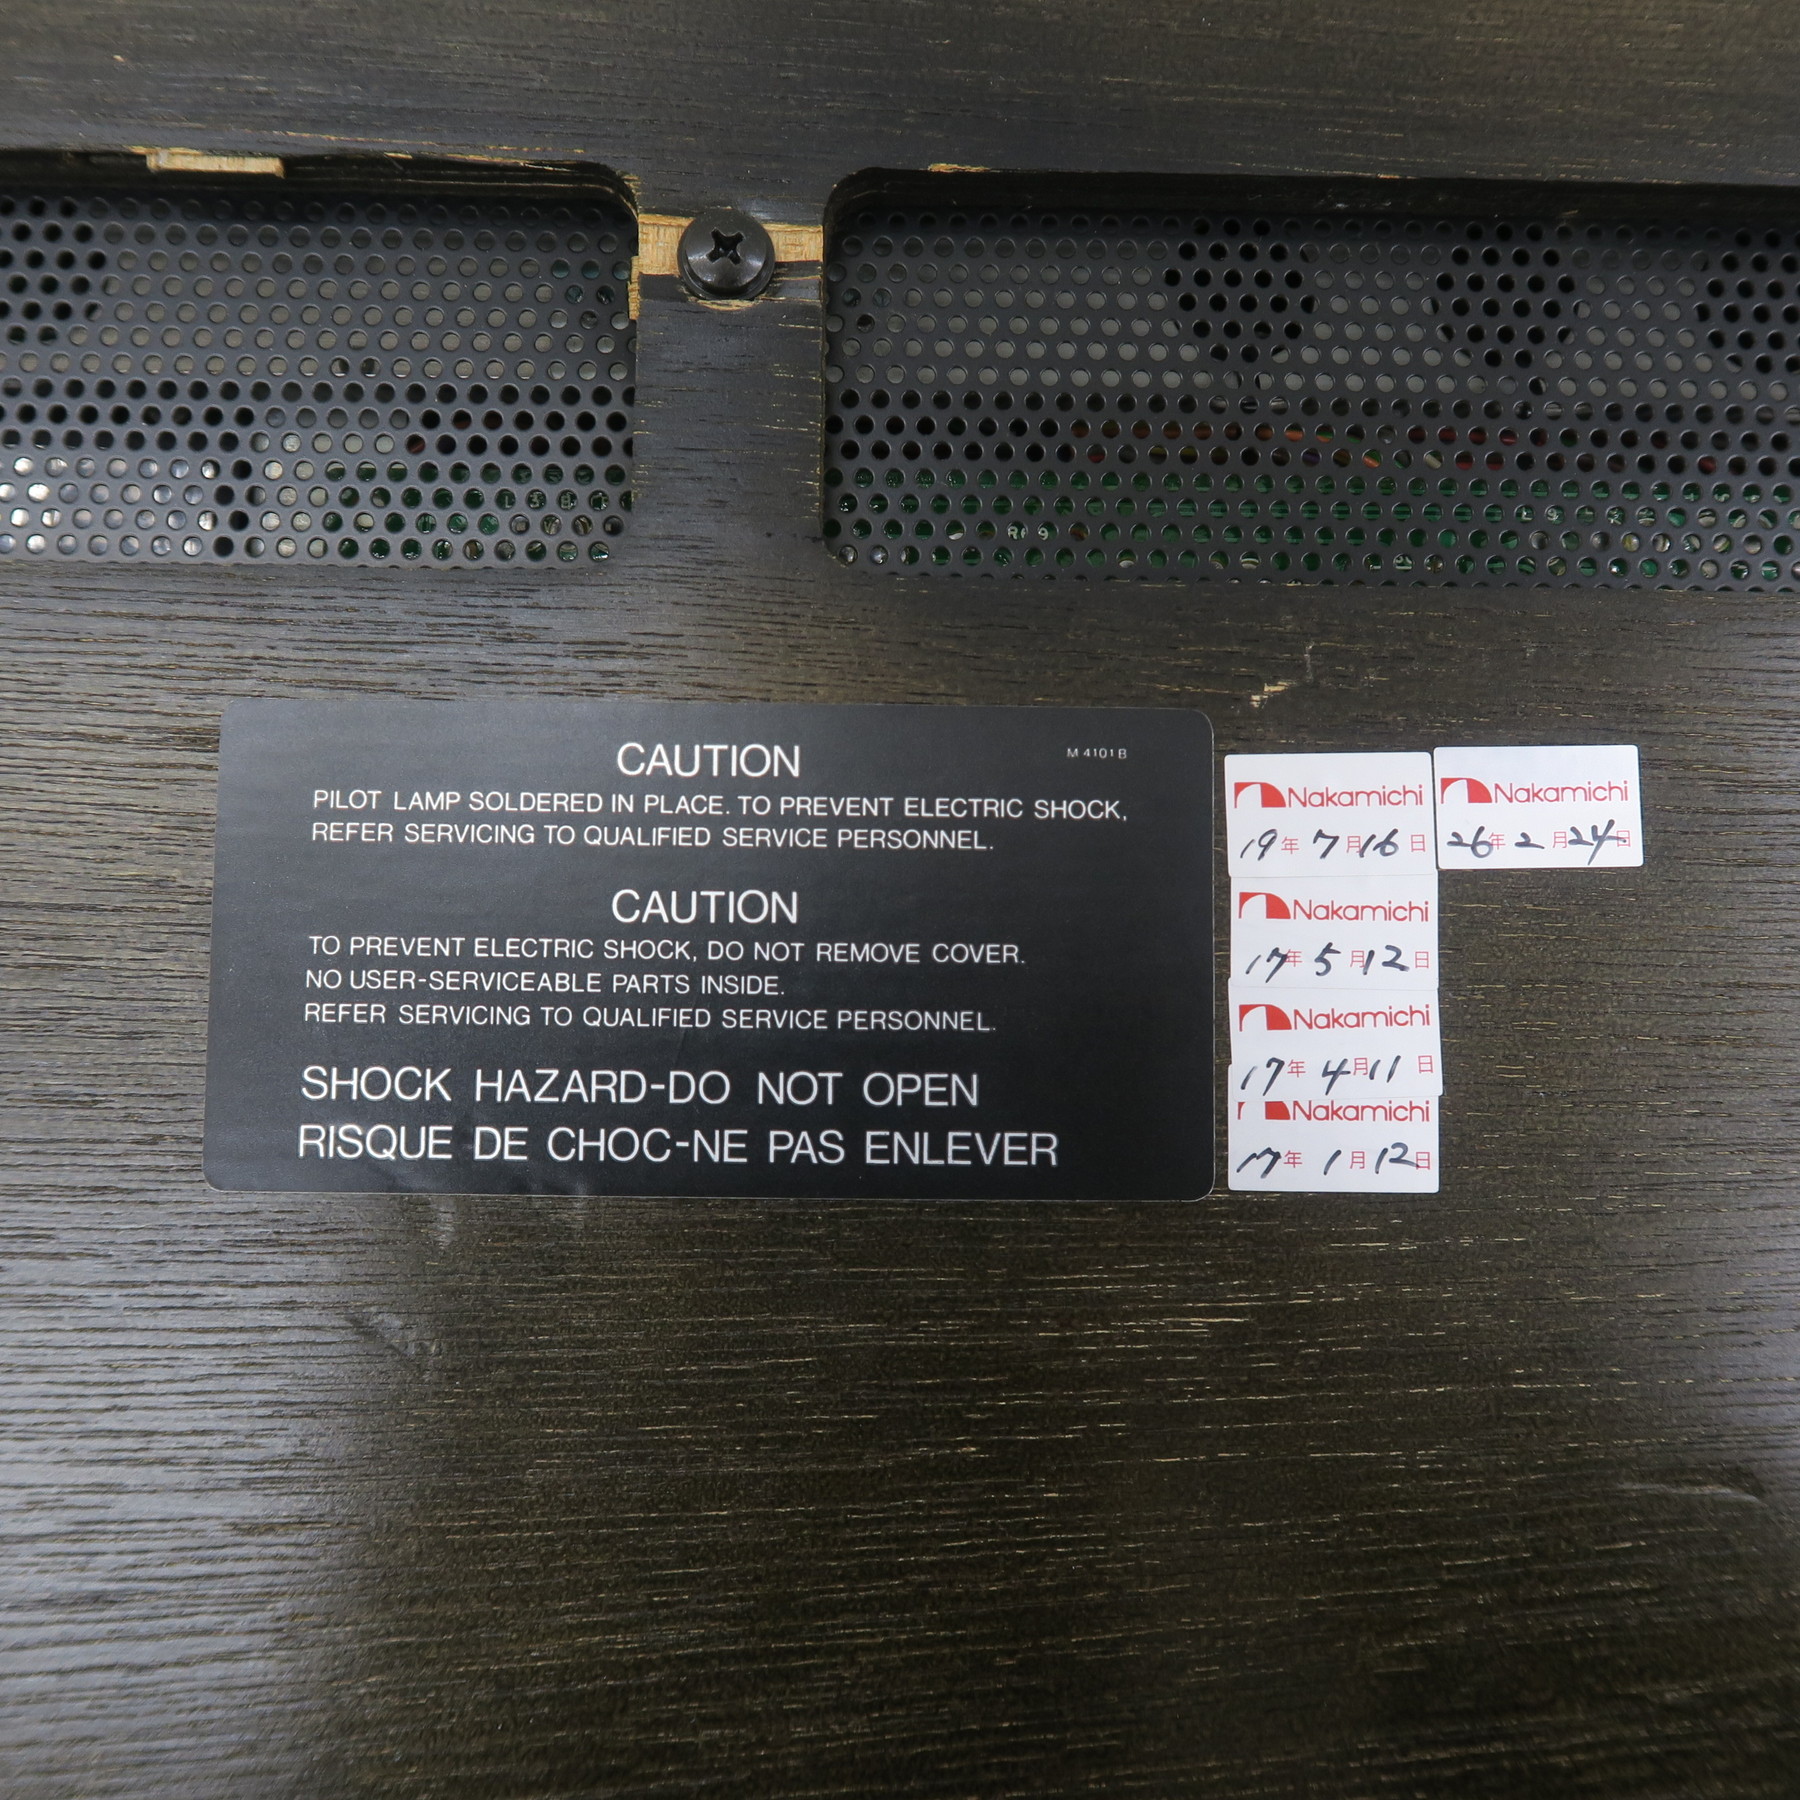 CAUTION
M 4101 B
PILOT LAMP SOLDERED IN PLACE. TO PREVENT ELECTRIC SHOCK,
REFER SERVICING TO QUALIFIED SERVICE PERSONNEL.
CAUTION
TO PREVENT ELECTRIC SHOCK, DO NOT REMOVE COVER.
NO USER-SERVICEABLE PARTS INSIDE.
REFER SERVICING TO QUALIFIED SERVICE PERSONNEL.
SHOCK HAZARD-DO NOT OPEN
RISQUE DE CHOC-NE PAS ENLEVER
Nakamichi
19年 7月16日
Nakamichi
26年 2月24日
Nakamichi
17年 5月12日
Nakamichi
17年 4月11日
Nakamichi
17年 1月12日